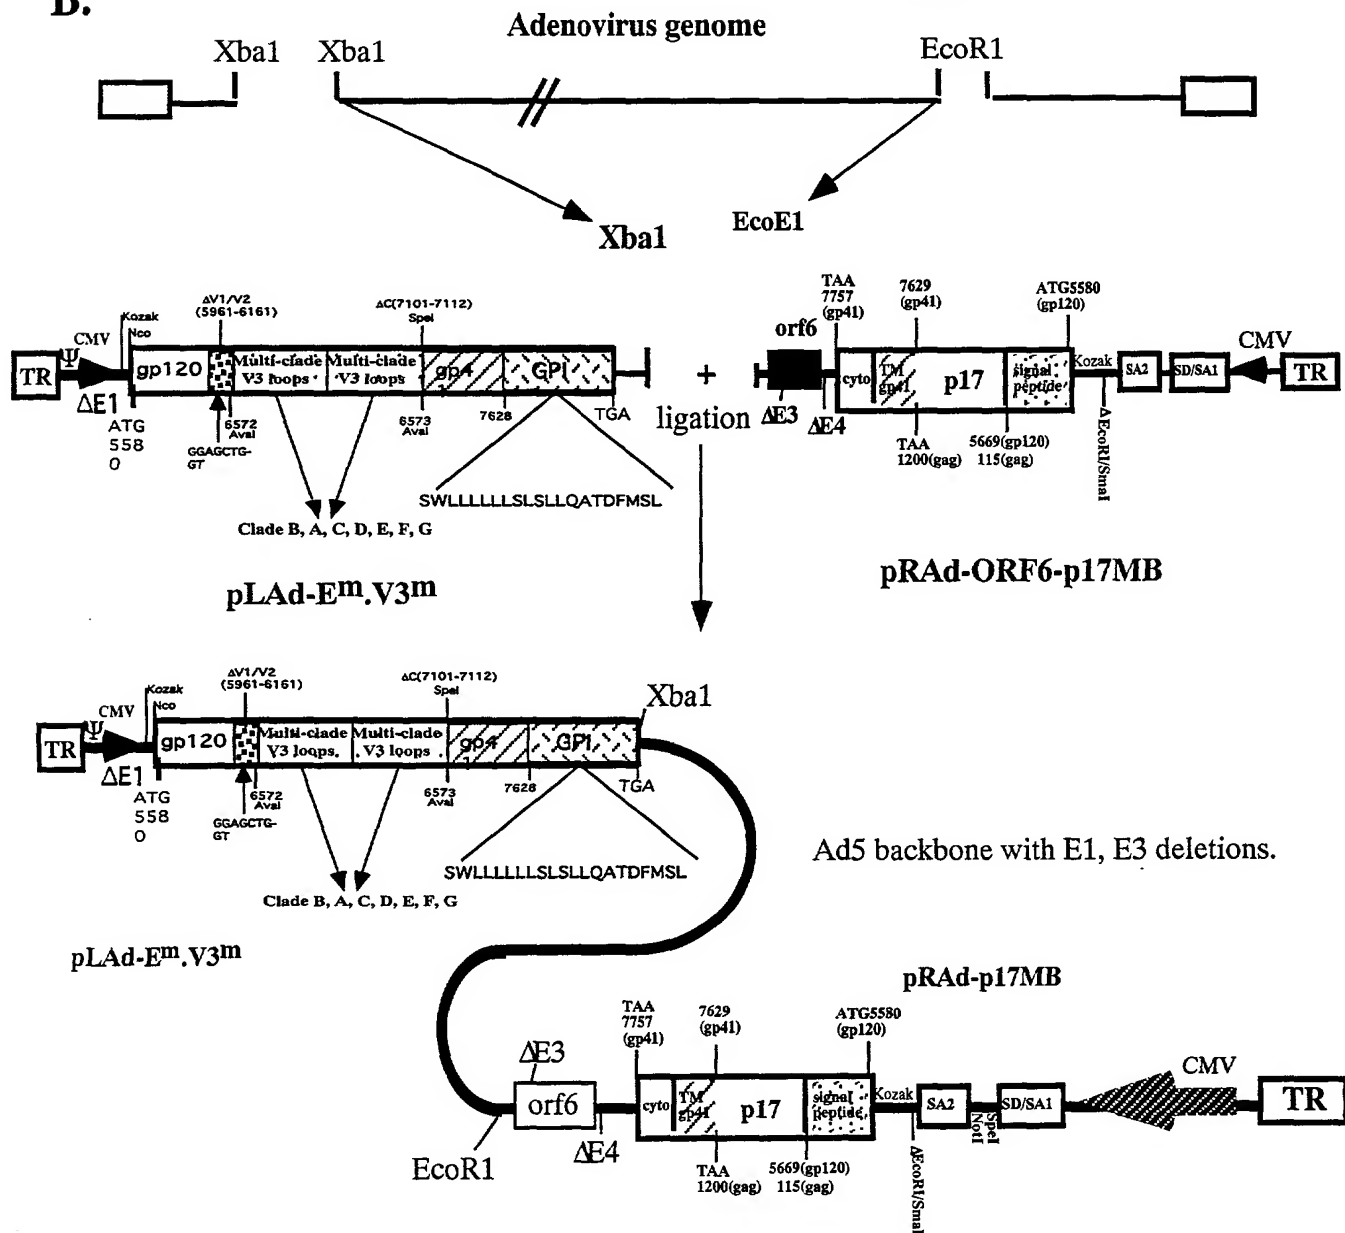 B.
Adenovirus genome
Xba1
Xba1
EcoR1
Xba1
EcoE1
ΔV1/V2
(5961-6161)
ΔC(7101-7112)
SpeI
Kozak
Nco
CMV
Ψ
TR
gp120
Multi-clade
V3 loops
Multi-clade
V3 loops
gp4
1
GPI
ΔE1
ATG
558
0
GGAGCTG-
GT
6572
AvaI
6573
AvaI
7628
TGA
SWLLLLLLSLSLLQATDFMSL
Clade B, A, C, D, E, F, G
pLAd-Em.V3m
+
ligation
TAA
7757
(gp41)
7629
(gp41)
ATG5580
(gp120)
orf6
cyto
TM
gp41
p17
signal
peptide
Kozak
SA2
SD/SA1
CMV
TR
ΔE3
ΔE4
TAA
1200(gag)
5669(gp120)
115(gag)
ΔEcoRI/SmaI
pRAd-ORF6-p17MB
ΔV1/V2
(5961-6161)
ΔC(7101-7112)
SpeI
Xba1
Kozak
Nco
CMV
Ψ
TR
gp120
Multi-clade
V3 loops
Multi-clade
V3 loops
gp4
1
GPI
ΔE1
ATG
558
0
GGAGCTG-
GT
6572
AvaI
6573
AvaI
7628
TGA
SWLLLLLLSLSLLQATDFMSL
Clade B, A, C, D, E, F, G
Ad5 backbone with E1, E3 deletions.
pLAd-Em.V3m
pRAd-p17MB
TAA
7757
(gp41)
7629
(gp41)
ATG5580
(gp120)
ΔE3
orf6
cyto
TM
gp41
p17
signal
peptide
Kozak
SA2
SpeI
NotI
SD/SA1
CMV
TR
EcoR1
ΔE4
TAA
1200(gag)
5669(gp120)
115(gag)
ΔEcoRI/SmaI